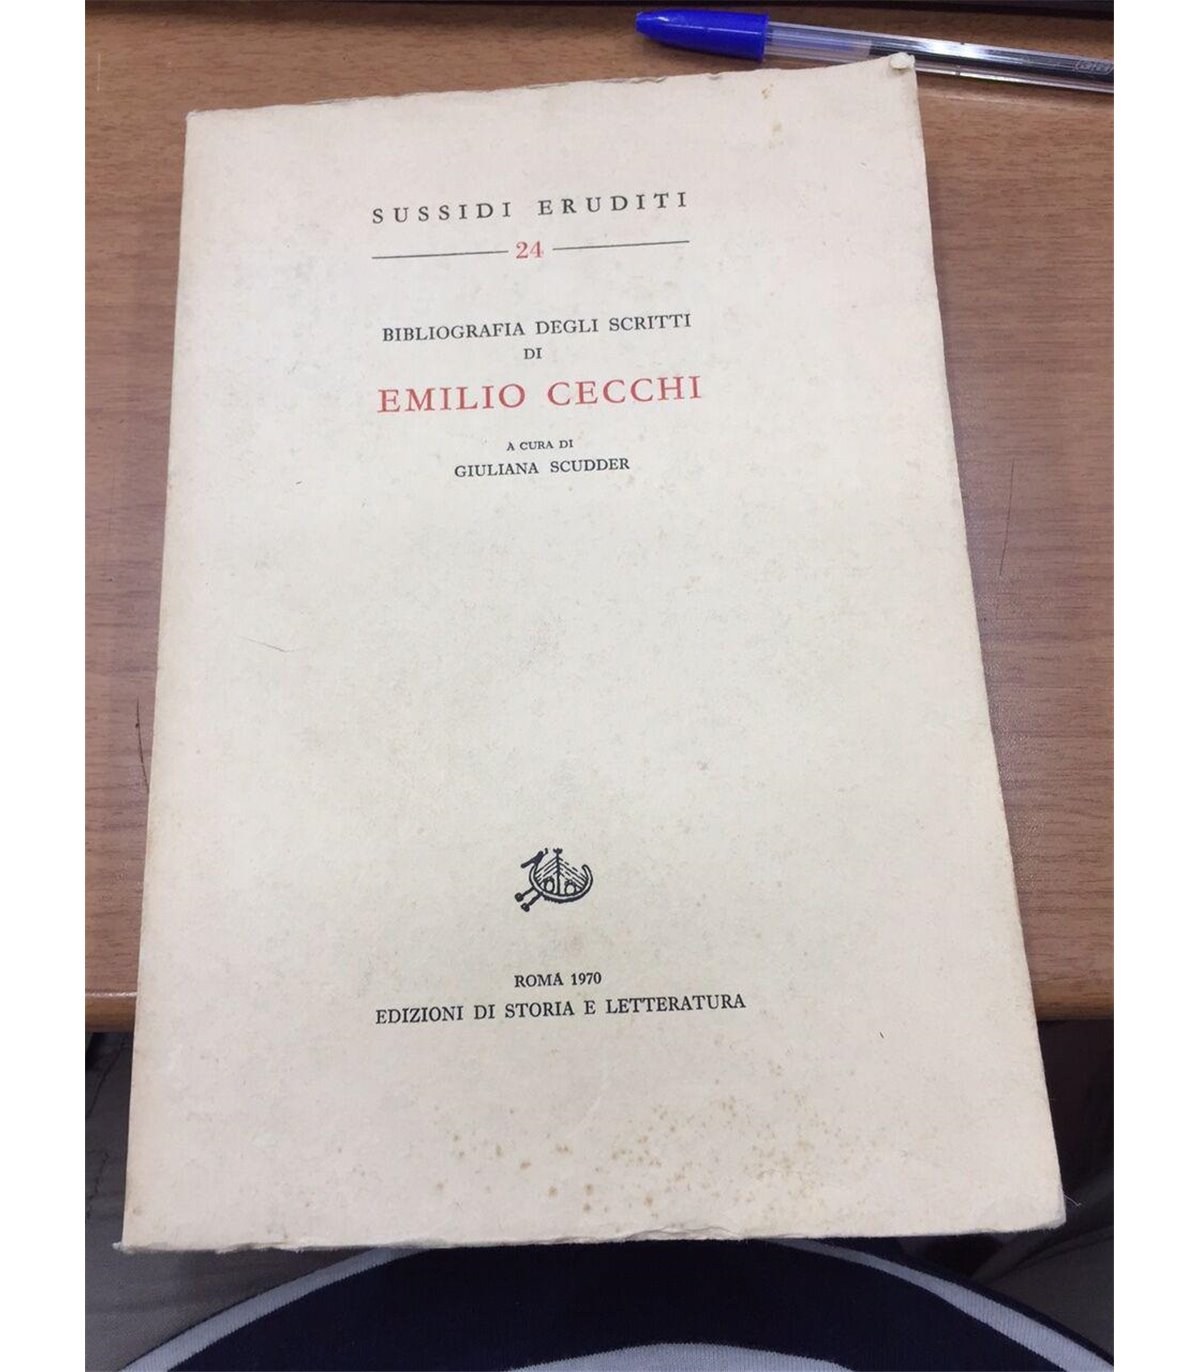 SUSSIDI ERUDITI
24
BIBLIOGRAFIA DEGLI SCRITTI
DI
EMILIO CECCHI
A CURA DI
GIULIANA SCUDDER
ROMA 1970
EDIZIONI DI STORIA E LETTERATURA